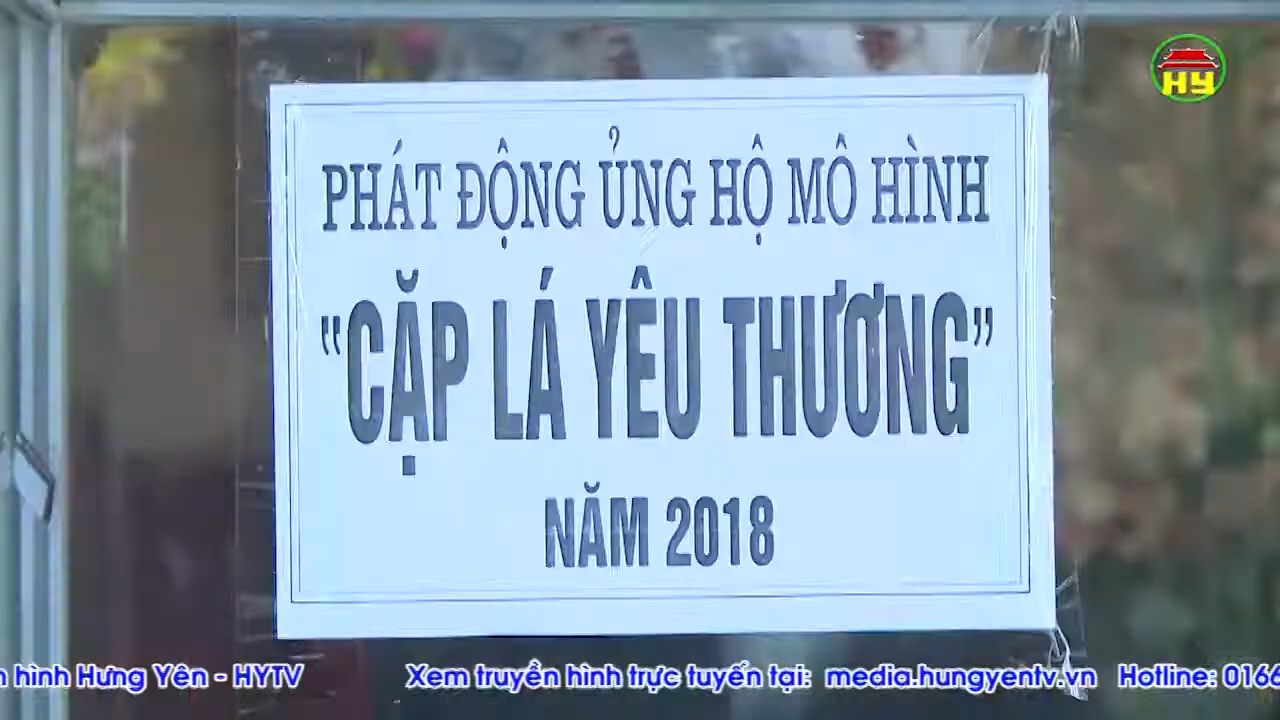 HY
PHÁT ĐỘNG ỦNG HỘ MÔ HÌNH
"CẶP LÁ YÊU THƯƠNG"
NĂM 2018
hình Hưng Yên - HYTV Xem truyền hình trực tuyến tại: media.hungyentv.vn Hotline: 0166